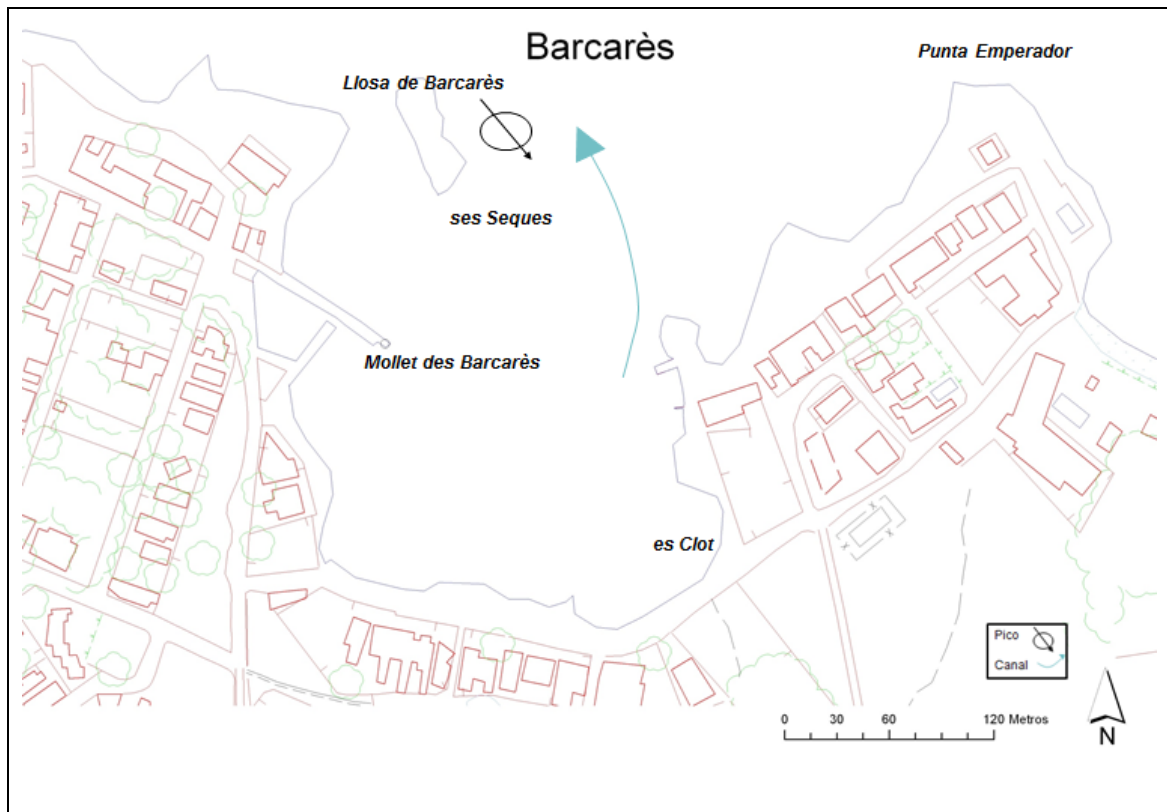 Barcarès
Punta Emperador
Llosa de Barcarès
ses Seques
Mollet des Barcarès
es Clot
Pico
Canal
0 30 60 120 Metros
N